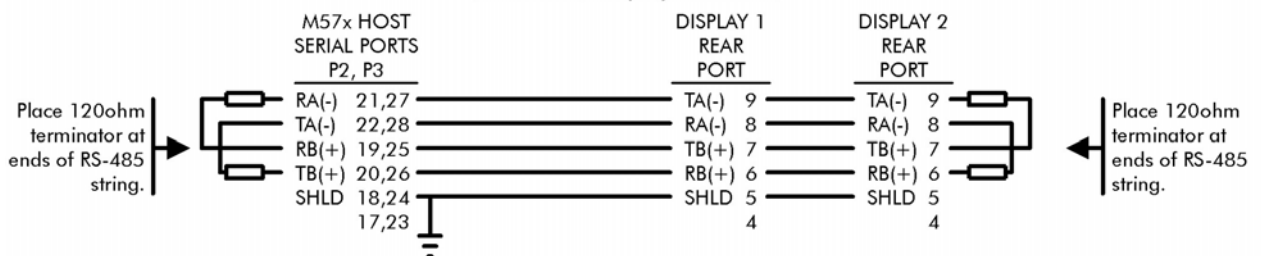 M57x HOST
SERIAL PORTS
P2, P3
DISPLAY 1
REAR
PORT
DISPLAY 2
REAR
PORT
Place 120ohm
terminator at
ends of RS-485
string.
RA(-) 21,27 TA(-) 9 TA(-) 9
TA(-) 22,28 RA(-) 8 RA(-) 8
RB(+) 19,25 TB(+) 7 TB(+) 7
TB(+) 20,26 RB(+) 6 RB(+) 6
SHLD 18,24 SHLD 5 SHLD 5
17,23 4 4
Place 120ohm
terminator at
ends of RS-485
string.